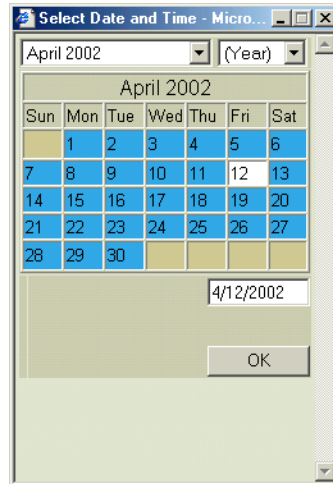 Select Date and Time - Micro...
April 2002 (Year)
April 2002
Sun Mon Tue Wed Thu Fri Sat
1 2 3 4 5 6
7 8 9 10 11 12 13
14 15 16 17 18 19 20
21 22 23 24 25 26 27
28 29 30
4/12/2002
OK